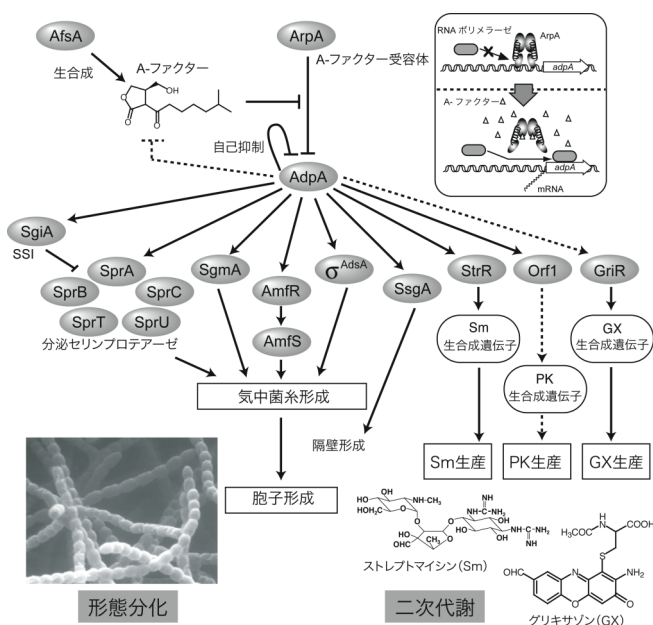 AfsA
ArpA
生合成
A-ファクター
A-ファクター受容体
OH
O
O
O
自己抑制
AdpA
RNA ポリメラーゼ
ArpA
adpA
A- ファクター
adpA
mRNA
SgiA
SSI
SprA
SprB
SprC
SprT
SprU
分泌セリンプロテアーゼ
SgmA
AmfR
AmfS
σAdsA
SsgA
StrR
Orf1
GriR
Sm
生合成遺伝子
PK
生合成遺伝子
GX
生合成遺伝子
気中菌糸形成
隔壁形成
胞子形成
Sm生産
PK生産
GX生産
ストレプトマイシン(Sm)
グリキサゾン(GX)
形態分化
二次代謝